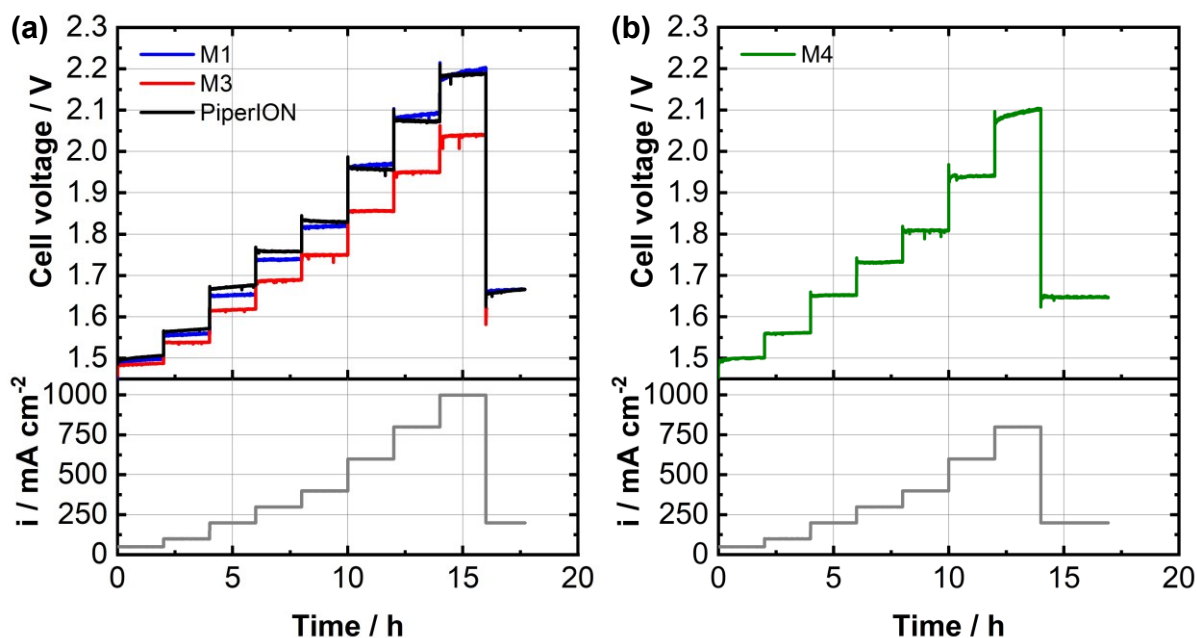 (a)
2.3
2.2
2.1
2.0
1.9
1.8
1.7
1.6
1.5
Cell voltage / V
M1
M3
PiperION
1000
750
500
250
0
i / mA cm⁻²
0 5 10 15 20
Time / h
(b)
2.3
2.2
2.1
2.0
1.9
1.8
1.7
1.6
1.5
Cell voltage / V
M4
1000
750
500
250
0
i / mA cm⁻²
0 5 10 15 20
Time / h